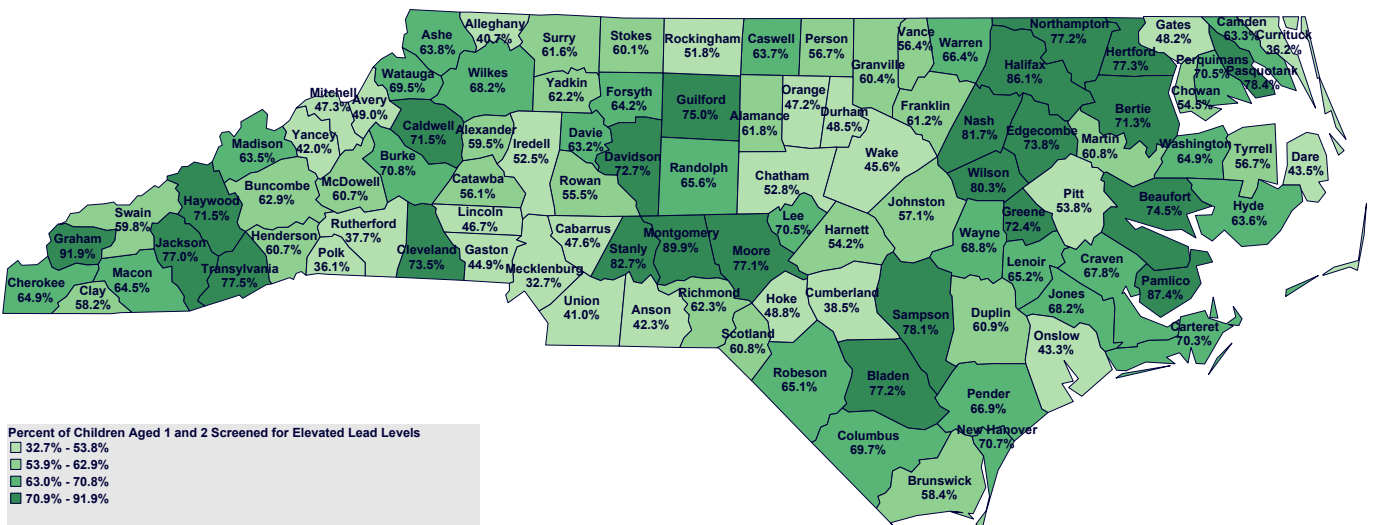 Alleghany
40.7%
Ashe
63.8%
Surry
61.6%
Stokes
60.1%
Rockingham
51.8%
Caswell
63.7%
Person
56.7%
Vance
56.4%
Granville
60.4%
Warren
66.4%
Northampton
77.2%
Halifax
86.1%
Hertford
77.3%
Gates
48.2%
Camden
63.3%
Currituck
36.2%
Perquimans
70.5%
Pasquotank
78.4%
Chowan
54.5%
Watauga
69.5%
Wilkes
68.2%
Yadkin
62.2%
Forsyth
64.2%
Guilford
75.0%
Alamance
61.8%
Orange
47.2%
Durham
48.5%
Franklin
61.2%
Nash
81.7%
Edgecombe
73.8%
Bertie
71.3%
Martin
60.8%
Washington
64.9%
Tyrrell
56.7%
Dare
43.5%
Mitchell
47.3%
Avery
49.0%
Yancey
42.0%
Caldwell
71.5%
Alexander
59.5%
Iredell
52.5%
Davie
63.2%
Davidson
72.7%
Randolph
65.6%
Chatham
52.8%
Wake
45.6%
Wilson
80.3%
Pitt
53.8%
Beaufort
74.5%
Hyde
63.6%
Madison
63.5%
Buncombe
62.9%
McDowell
60.7%
Burke
70.8%
Catawba
56.1%
Rowan
55.5%
Lee
70.5%
Harnett
54.2%
Johnston
57.1%
Wayne
68.8%
Greene
72.4%
Lenoir
65.2%
Craven
67.8%
Pamlico
87.4%
Haywood
71.5%
Swain
59.8%
Graham
91.9%
Jackson
77.0%
Henderson
60.7%
Rutherford
37.7%
Polk
36.1%
Cleveland
73.5%
Lincoln
46.7%
Gaston
44.9%
Mecklenburg
32.7%
Cabarrus
47.6%
Stanly
82.7%
Montgomery
89.9%
Moore
77.1%
Cherokee
64.9%
Clay
58.2%
Macon
64.5%
Transylvania
77.5%
Union
41.0%
Anson
42.3%
Richmond
62.3%
Scotland
60.8%
Hoke
48.8%
Cumberland
38.5%
Sampson
78.1%
Duplin
60.9%
Jones
68.2%
Onslow
43.3%
Carteret
70.3%
Robeson
65.1%
Bladen
77.2%
Pender
66.9%
Columbus
69.7%
New Hanover
70.7%
Brunswick
58.4%
Percent of Children Aged 1 and 2 Screened for Elevated Lead Levels
32.7% - 53.8%
53.9% - 62.9%
63.0% - 70.8%
70.9% - 91.9%